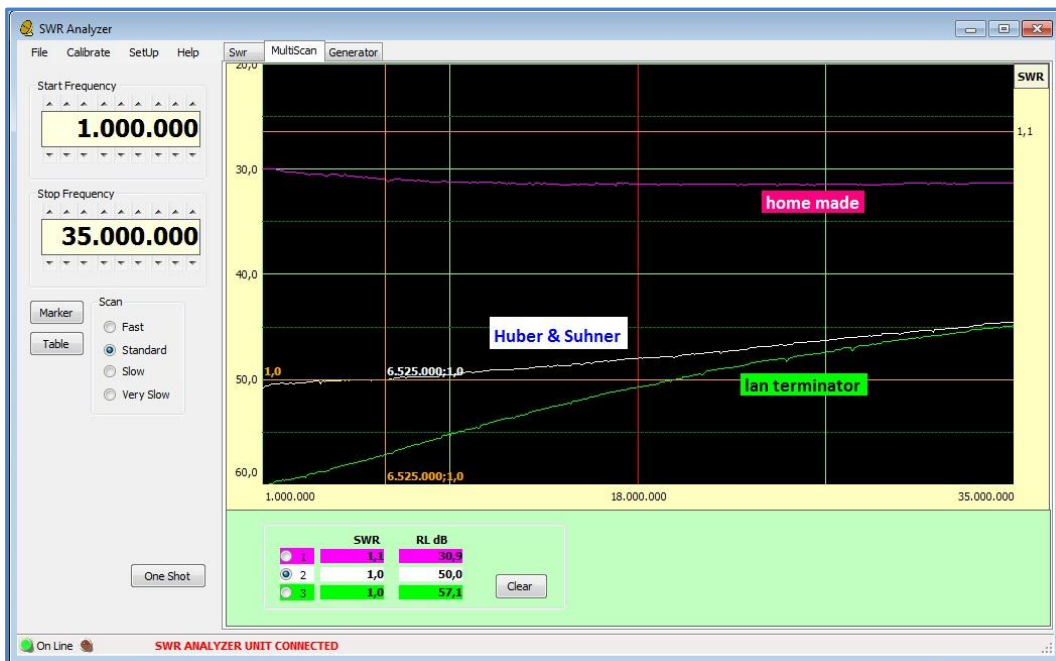 SWR Analyzer
File Calibrate SetUp Help
Swr MultiScan Generator
Start Frequency
1.000.000
Stop Frequency
35.000.000
Marker
Table
Scan
Fast
Standard
Slow
Very Slow
One Shot
20,0
SWR
1,1
30,0
home made
40,0
Huber & Suhner
50,0
1,0
6.525.000;1,0
lan terminator
60,0
6.525.000;1,0
1.000.000 18.000.000 35.000.000
SWR RL dB
1 1,1 30,9
2 1,0 50,0
3 1,0 57,1
Clear
On Line SWR ANALYZER UNIT CONNECTED